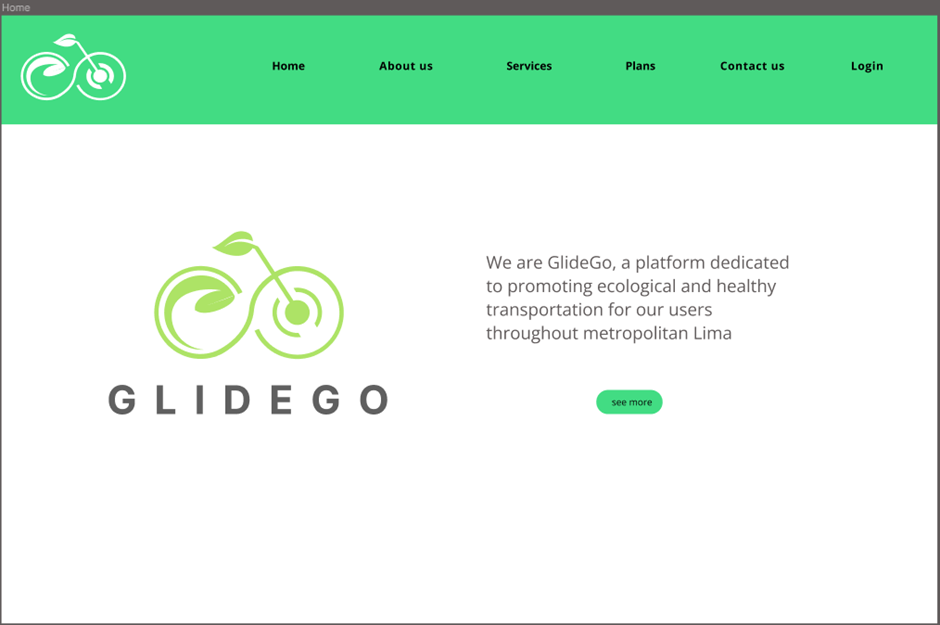 Home
Home
About us
Services
Plans
Contact us
Login
We are GlideGo, a platform dedicated
to promoting ecological and healthy
transportation for our users
throughout metropolitan Lima
GLIDEGO
see more